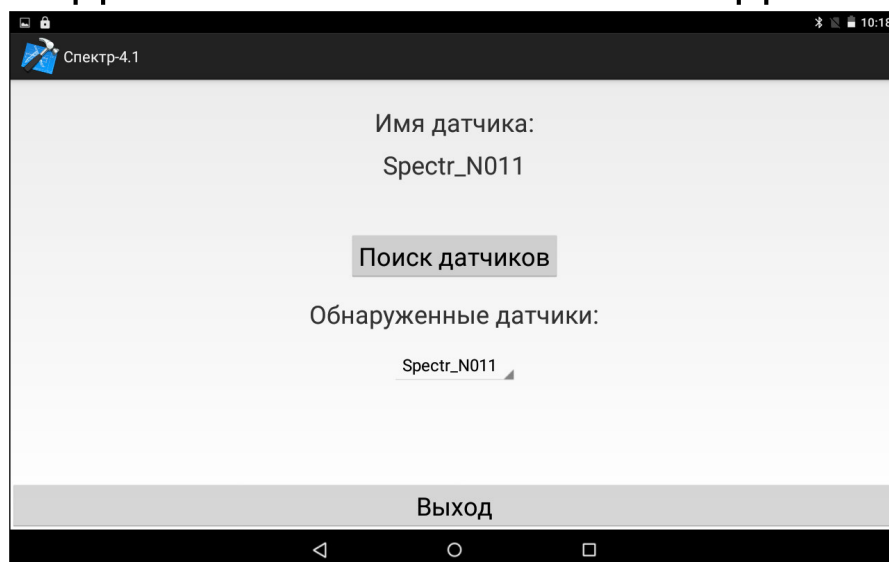 10:18
Спектр-4.1
Имя датчика:
Spectr_N011
Поиск датчиков
Обнаруженные датчики:
Spectr_N011
Выход